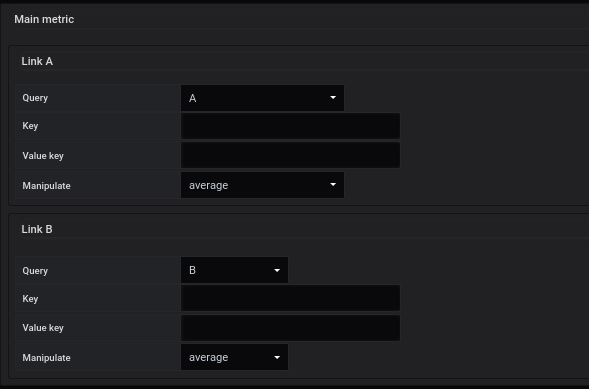 Main metric
Link A
Query A
Key
Value key
Manipulate average
Link B
Query B
Key
Value key
Manipulate average